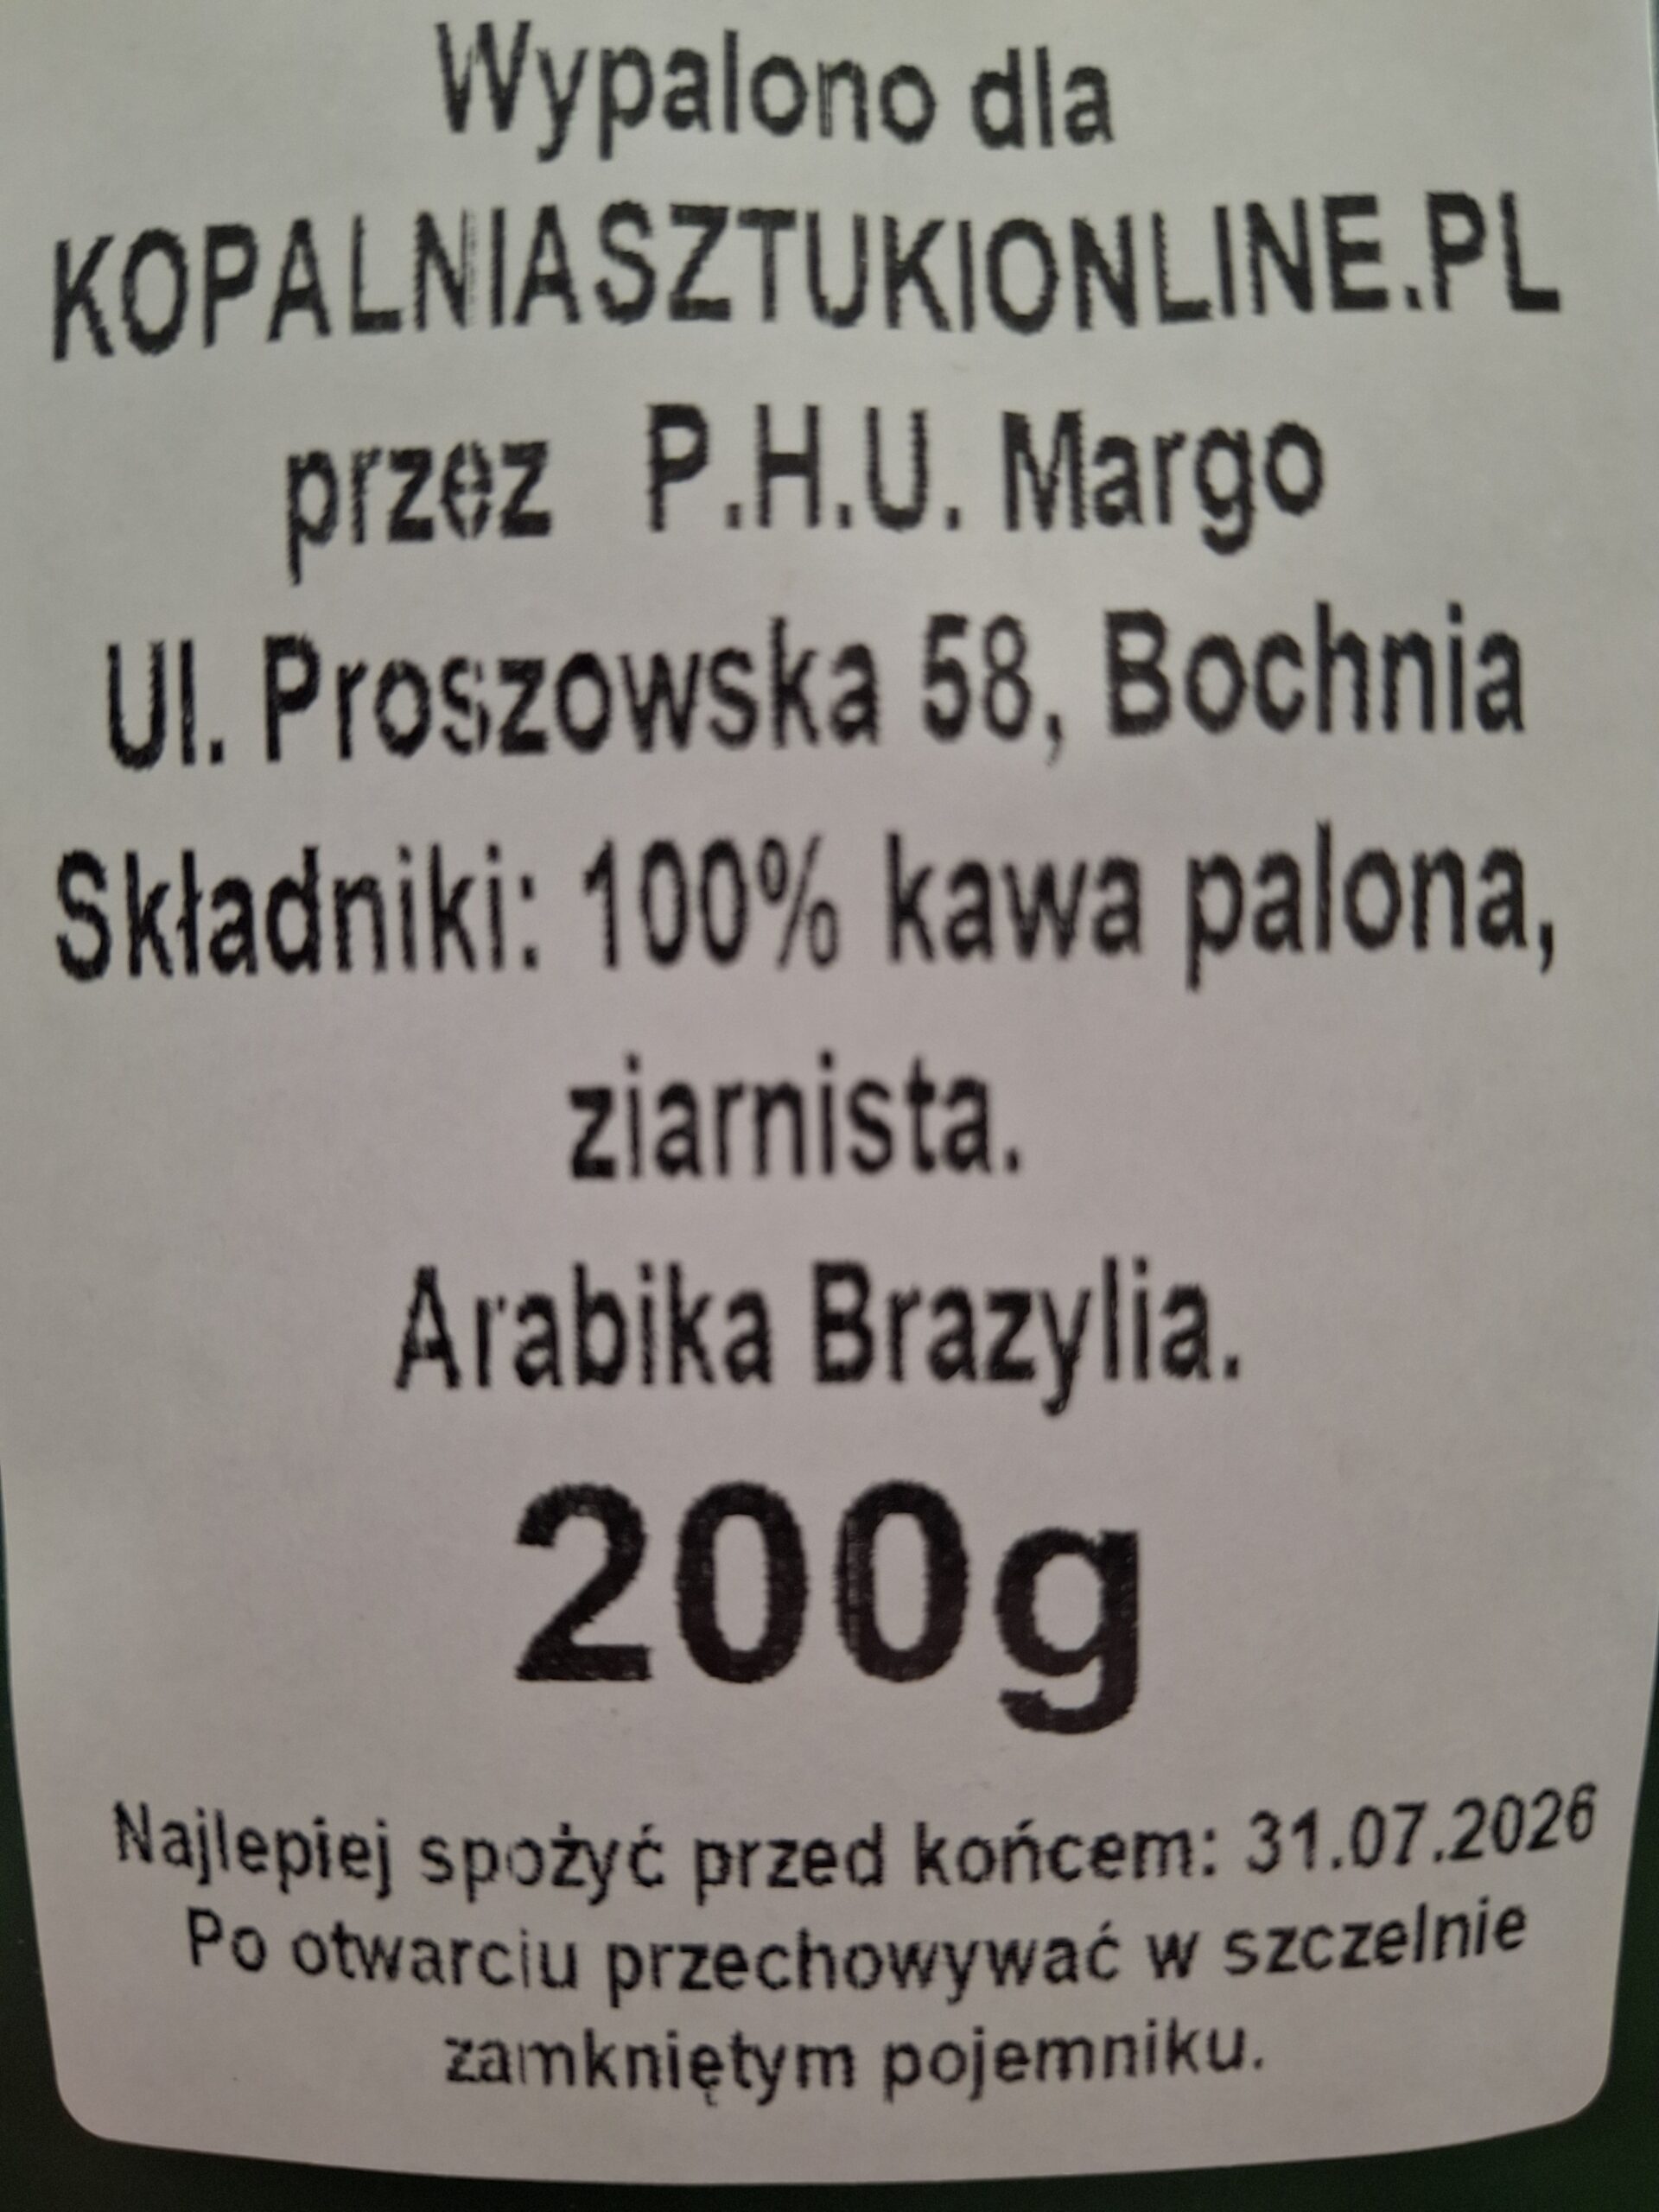 Wypalono dla
KOPALNIASZTUKIONLINE.PL
przez P.H.U. Margo
Ul. Proszowska 58, Bochnia
Składniki: 100% kawa palona,
ziarnista.
Arabika Brazylia.
200g
Najlepiej spożyć przed końcem: 31.07.2026
Po otwarciu przechowywać w szczelnie
zamkniętym pojemniku.